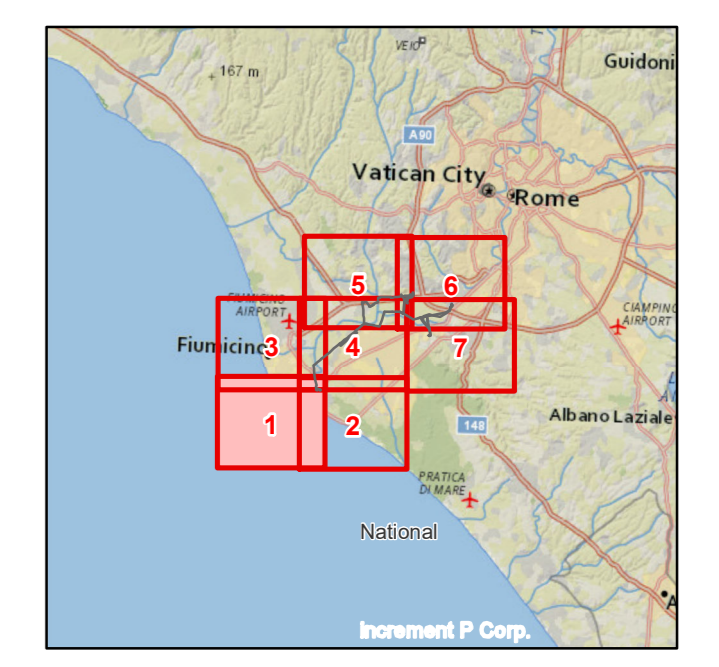 VEIO
167 m
Guidoni
A90
Vatican City
Rome
5
6
FIUMICINO
AIRPORT
CIAMPINO
AIRPORT
Fiumicino
3
4
7
1
2
148
Albano Laziale
PRATICA
DI MARE
National
Increment P Corp.